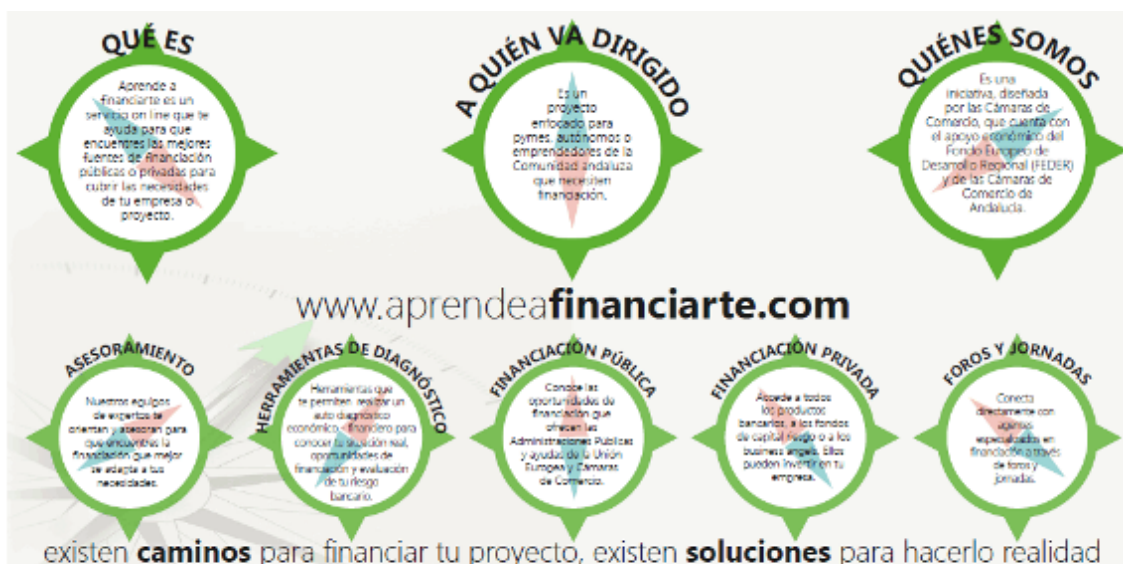 QUÉ ES
Aprende a
financiarte es un
servicio on line que te
ayuda para que
encuentres las mejores
fuentes de financiación
públicas o privadas para
cubrir las necesidades
de tu empresa o
proyecto.
A QUIÉN VA DIRIGIDO
Es un
proyecto
enfocado para
pymes, autónomos o
emprendedores de la
Comunidad andaluza
que necesiten
financiación.
QUIÉNES SOMOS
Es una
iniciativa, diseñada
por las Cámaras de
Comercio, que cuenta con
el apoyo económico del
Fondo Europeo de
Desarrollo Regional (FEDER)
y de las Cámaras de
Comercio de
Andalucía.
www.aprendeafinanciarte.com
ASESORAMIENTO
Nuestros equipos
de expertos te
orientan y asesoran para
que encuentres la
financiación que mejor
se adapta a tus
necesidades.
HERRAMIENTAS DE DIAGNÓSTICO
Herramientas que
te permiten realizar un
auto diagnóstico
económico - financiero para
conocer tu situación real,
oportunidades de
financiación y evaluación
de tu riesgo
bancario.
FINANCIACIÓN PÚBLICA
Conoce las
oportunidades de
financiación que
ofrecen las
Administraciones Públicas
y ayudas de la Unión
Europea y Cámaras
de Comercio.
FINANCIACIÓN PRIVADA
Accede a todos
los productos
bancarios, a los fondos
de capital riesgo o a los
business angels. Ellos
pueden invertir en tu
empresa.
FOROS Y JORNADAS
Conecta
directamente con
agentes
especializados en
financiación a través
de foros y
jornadas.
existen caminos para financiar tu proyecto, existen soluciones para hacerlo realidad